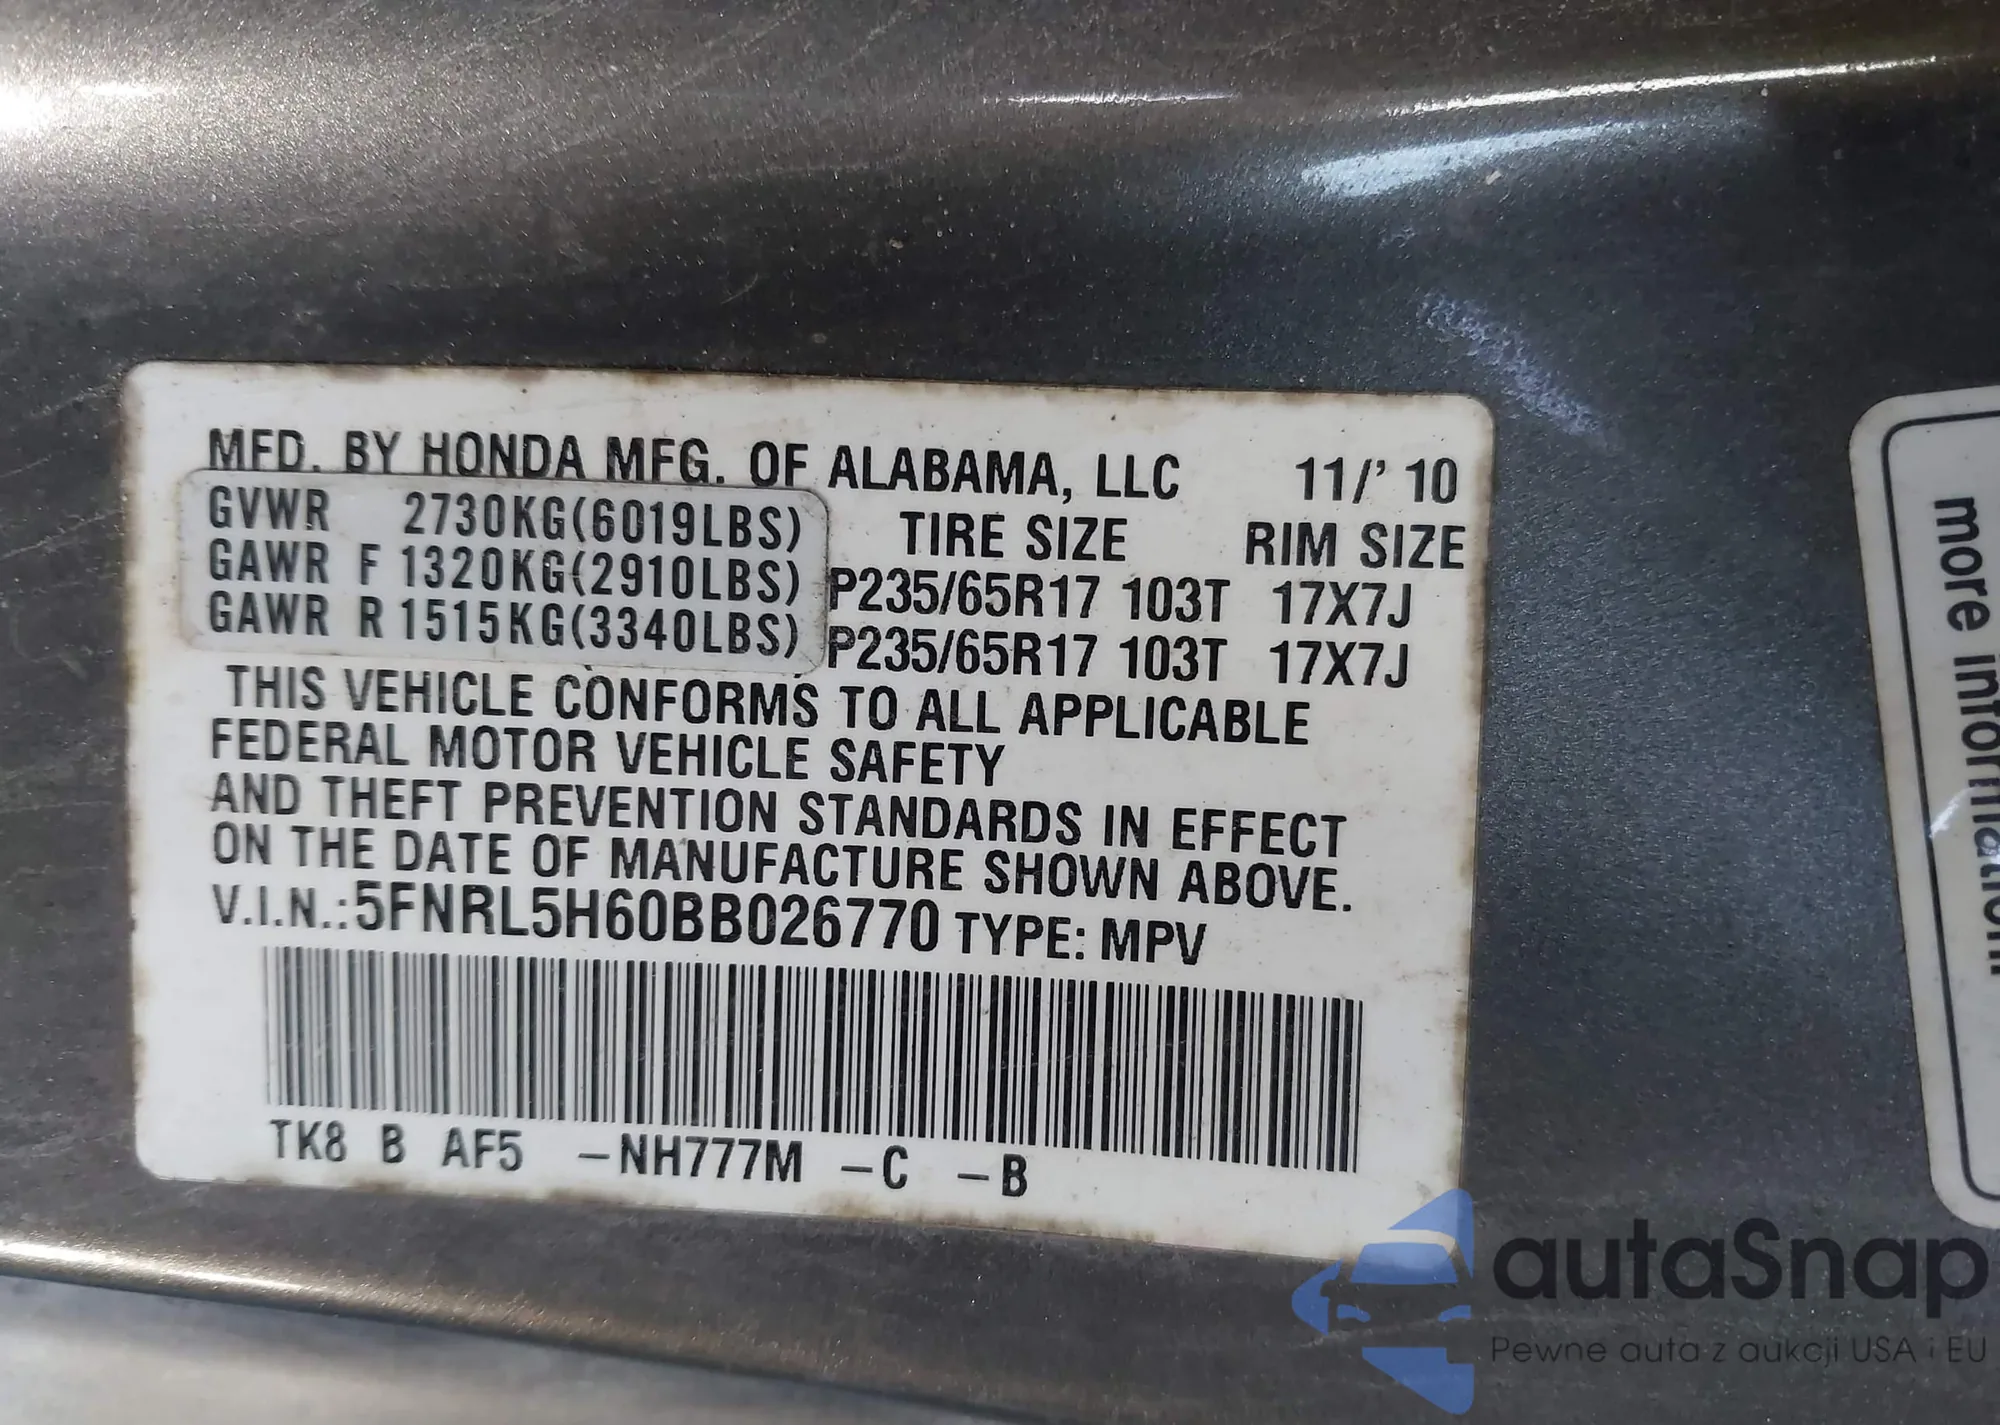 MFD. BY HONDA MFG. OF ALABAMA, LLC 11/' 10
GVWR 2730KG(6019LBS) TIRE SIZE RIM SIZE
GAWR F 1320KG(2910LBS) P235/65R17 103T 17X7J
GAWR R 1515KG(3340LBS) P235/65R17 103T 17X7J
THIS VEHICLE CONFORMS TO ALL APPLICABLE
FEDERAL MOTOR VEHICLE SAFETY
AND THEFT PREVENTION STANDARDS IN EFFECT
ON THE DATE OF MANUFACTURE SHOWN ABOVE.
V.I.N.:5FNRL5H60BB026770 TYPE: MPV
TK8 B AF5 -NH777M -C -B
more information.
autaSnap
Pewne auta z aukcji USA i EU